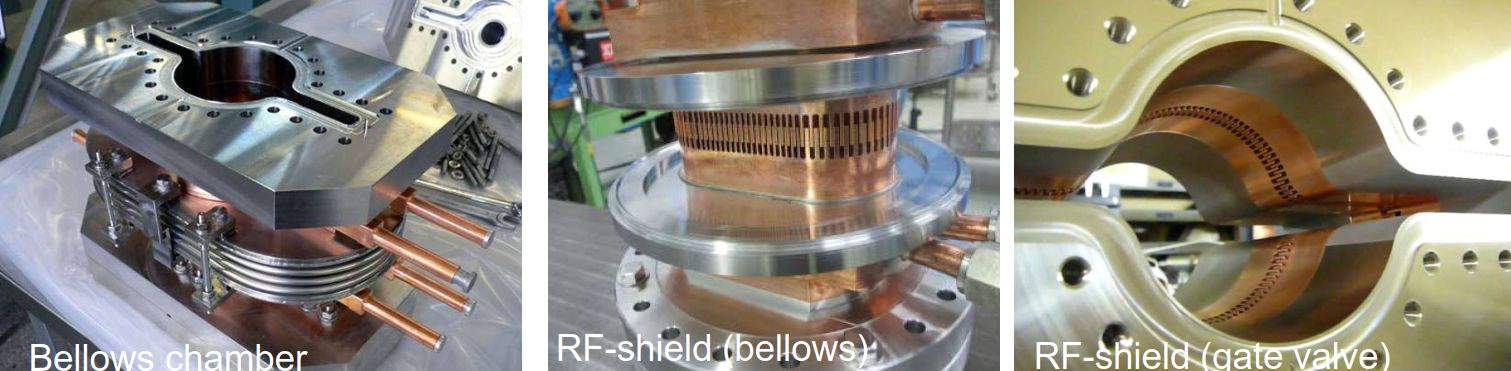 Bellows chamber
RF-shield (bellows)
RF-shield (gate valve)